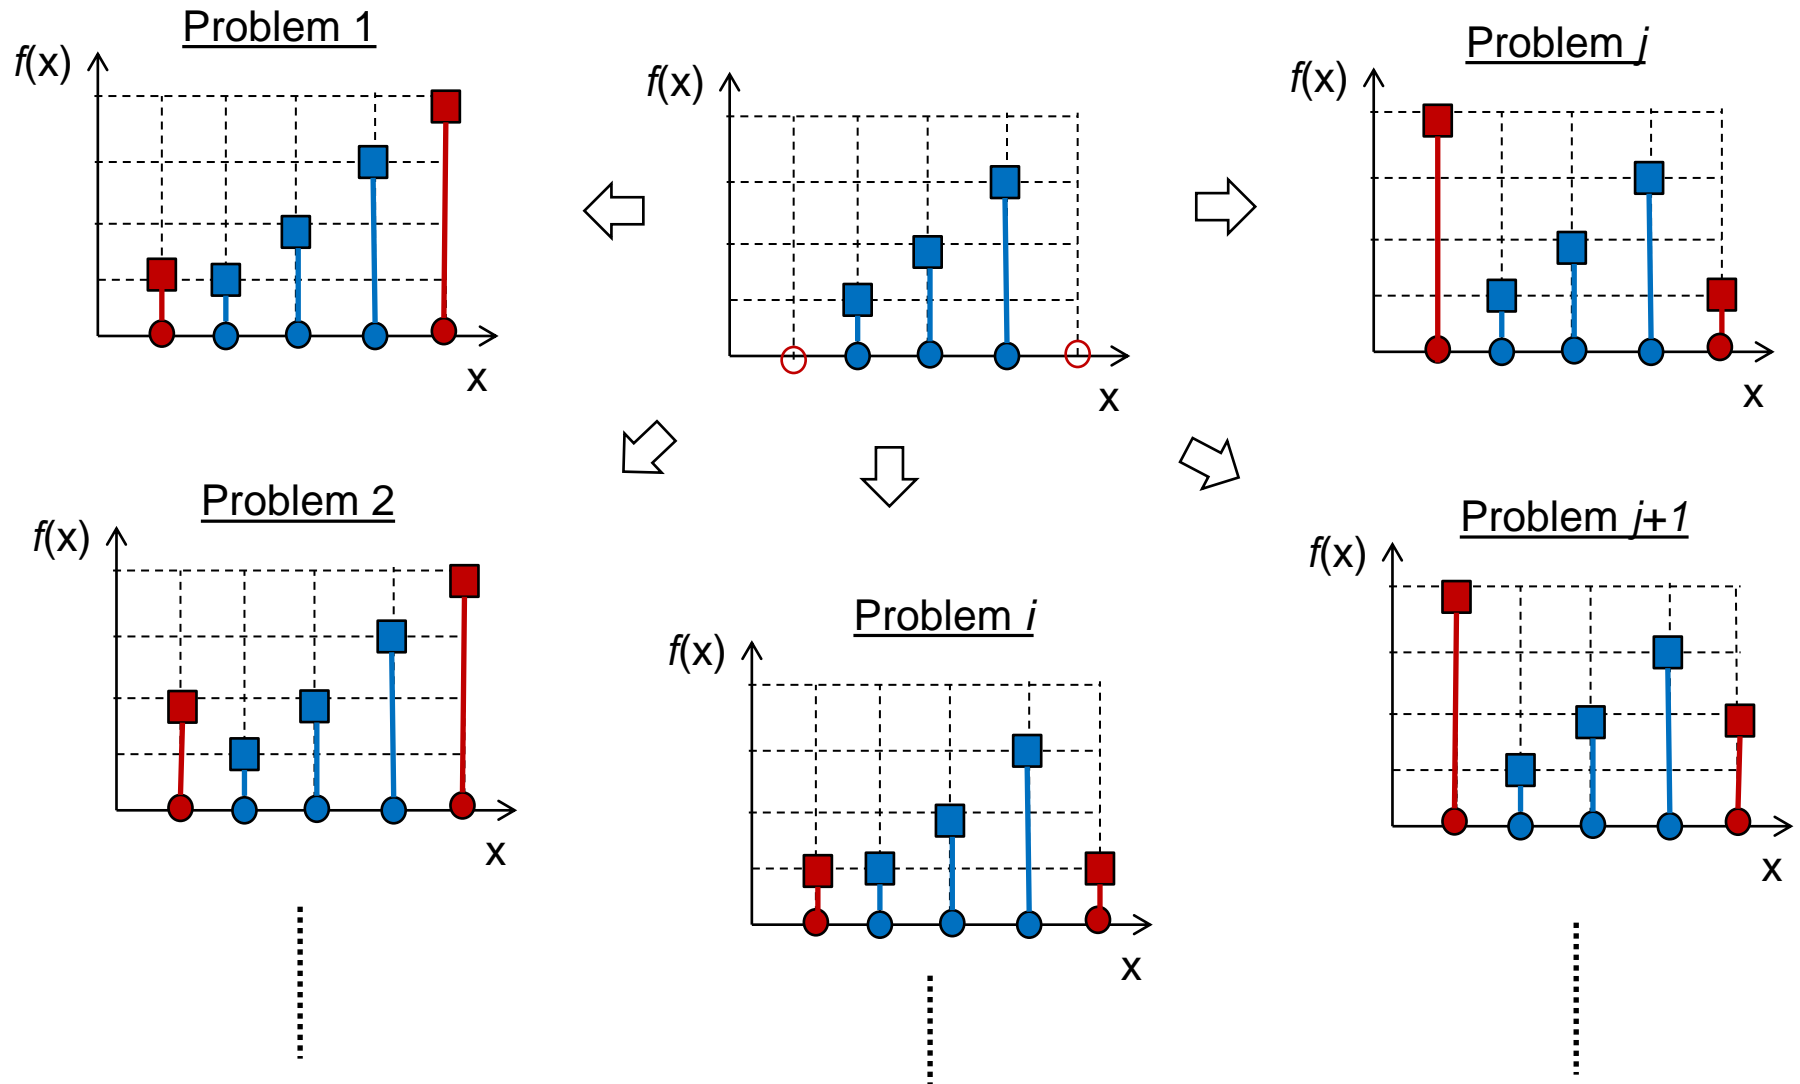 Problem 1
f(x)
x
f(x)
x
Problem j
f(x)
x
Problem 2
f(x)
x
Problem i
f(x)
x
Problem j+1
f(x)
x